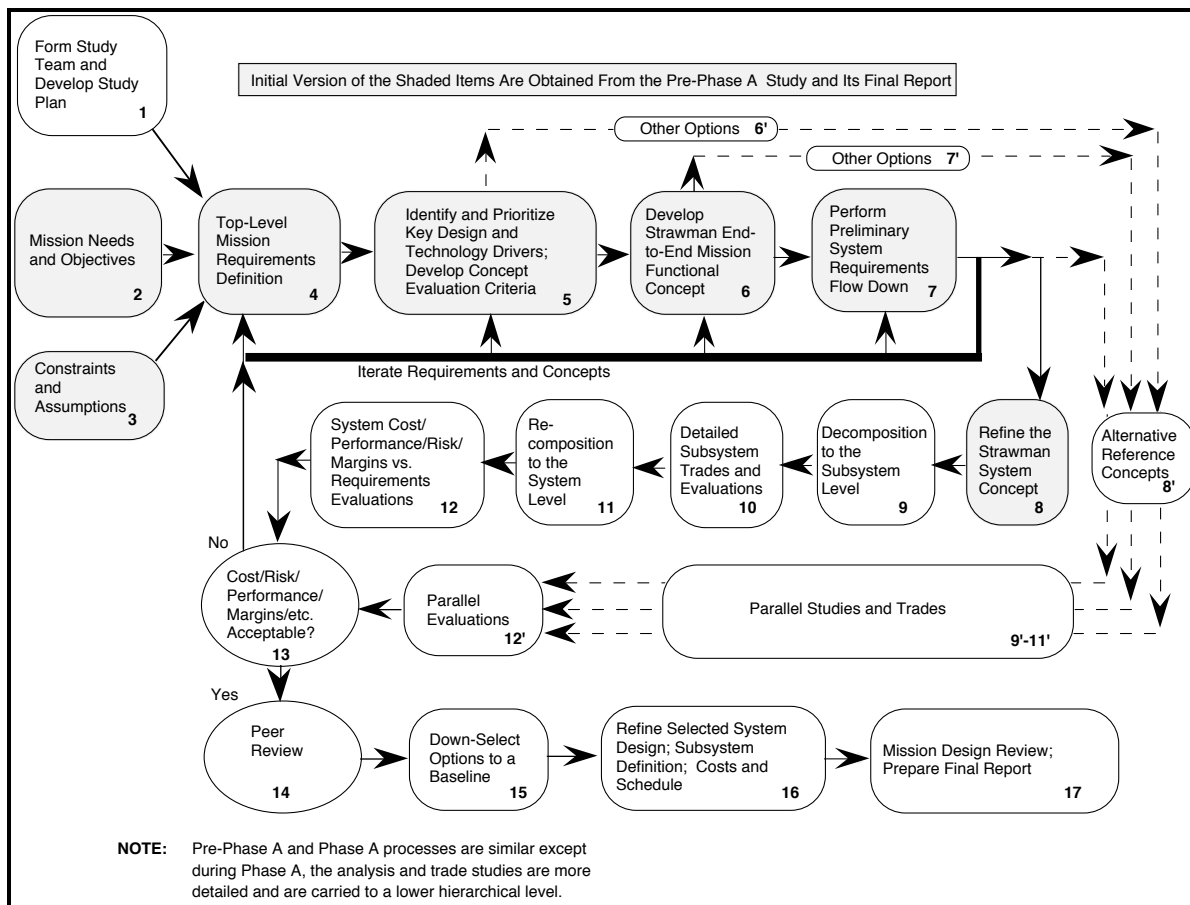 Form Study
Team and
Develop Study
Plan
1
Initial Version of the Shaded Items Are Obtained From the Pre-Phase A Study and Its Final Report
Other Options 6'
Other Options 7'
Mission Needs
and Objectives
2
Top-Level
Mission
Requirements
Definition
4
Identify and Prioritize
Key Design and
Technology Drivers;
Develop Concept
Evaluation Criteria
5
Develop
Strawman End-
to-End Mission
Functional
Concept
6
Perform
Preliminary
System
Requirements
Flow Down
7
Constraints
and
Assumptions
3
Iterate Requirements and Concepts
System Cost/
Performance/Risk/
Margins vs.
Requirements
Evaluations
12
Re-
composition
to the
System
Level
11
Detailed
Subsystem
Trades and
Evaluations
10
Decomposition
to the
Subsystem
Level
9
Refine the
Strawman
System
Concept
8
Alternative
Reference
Concepts
8'
No
Cost/Risk/
Performance/
Margins/etc.
Acceptable?
13
Parallel
Evaluations
12'
Parallel Studies and Trades
9'-11'
Yes
Peer
Review
14
Down-Select
Options to a
Baseline
15
Refine Selected System
Design; Subsystem
Definition; Costs and
Schedule
16
Mission Design Review;
Prepare Final Report
17
NOTE: Pre-Phase A and Phase A processes are similar except
during Phase A, the analysis and trade studies are more
detailed and are carried to a lower hierarchical level.